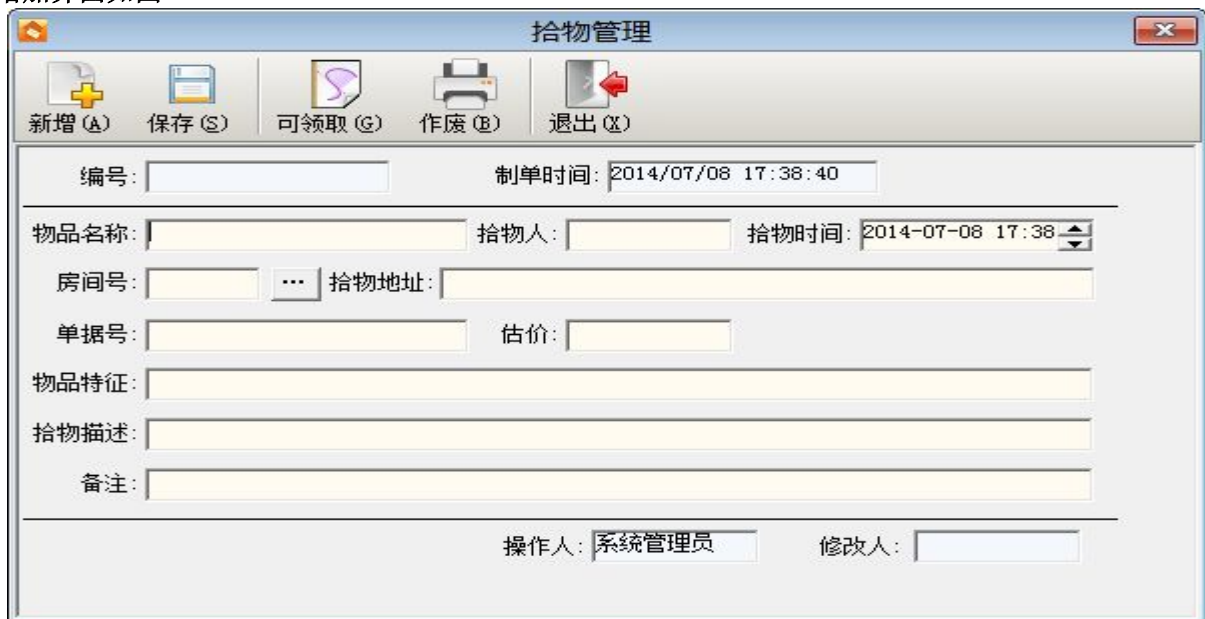 拾物管理
新增(A) 保存(S) 可领取(G) 作废(B) 退出(X)
编号: 制单时间: 2014/07/08 17:38:40
物品名称: 拾物人: 拾物时间: 2014-07-08 17:38
房间号: ... 拾物地址:
单据号: 估价:
物品特征:
拾物描述:
备注:
操作人: 系统管理员 修改人: